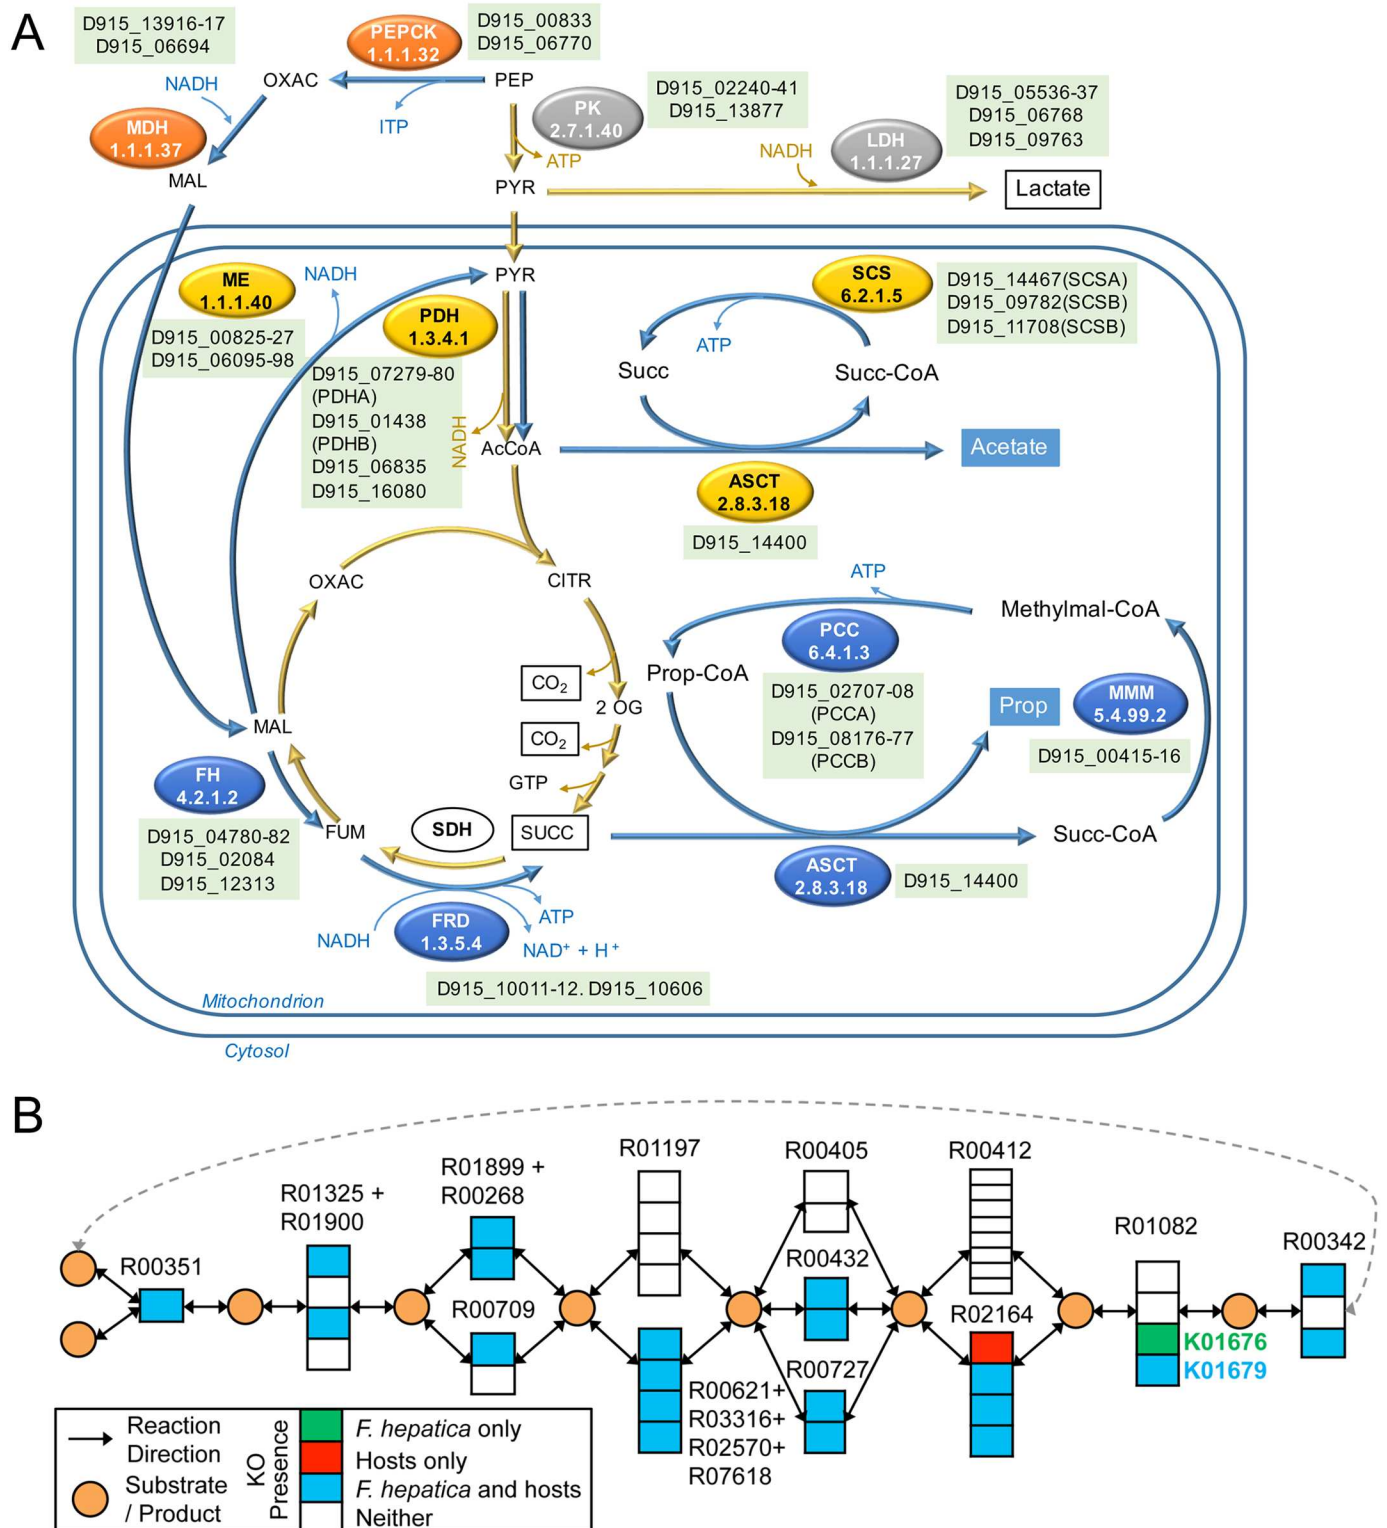 A
D915_13916-17
D915_06694
PEPCK
1.1.1.32
D915_00833
D915_06770
NADH
OXAC
PEP
ITP
MDH
1.1.1.37
MAL
PK
2.7.1.40
ATP
D915_02240-41
D915_13877
PYR
NADH
LDH
1.1.1.27
D915_05536-37
D915_06768
D915_09763
Lactate
ME
1.1.1.40
NADH
D915_00825-27
D915_06095-98
PYR
PDH
1.3.4.1
D915_07279-80
(PDHA)
D915_01438
(PDHB)
D915_06835
D915_16080
NADH
AcCoA
SCS
6.2.1.5
D915_14467(SCSA)
D915_09782(SCSB)
D915_11708(SCSB)
ATP
Succ
Succ-CoA
Acetate
ASCT
2.8.3.18
D915_14400
OXAC
CITR
CO2
2 OG
CO2
GTP
MAL
FH
4.2.1.2
D915_04780-82
D915_02084
D915_12313
FUM
SDH
SUCC
ATP
NADH
FRD
1.3.5.4
NAD+ + H+
D915_10011-12. D915_10606
ATP
Methylmal-CoA
PCC
6.4.1.3
Prop-CoA
D915_02707-08
(PCCA)
D915_08176-77
(PCCB)
Prop
MMM
5.4.99.2
D915_00415-16
Succ-CoA
ASCT
2.8.3.18
D915_14400
Mitochondrion
Cytosol
B
R00351
R01325 +
R01900
R01899 +
R00268
R00709
R01197
R00621+
R03316+
R02570+
R07618
R00405
R00432
R00727
R00412
R02164
R01082
K01676
K01679
R00342
Reaction
Direction
Substrate
/ Product
KO
Presence
F. hepatica only
Hosts only
F. hepatica and hosts
Neither